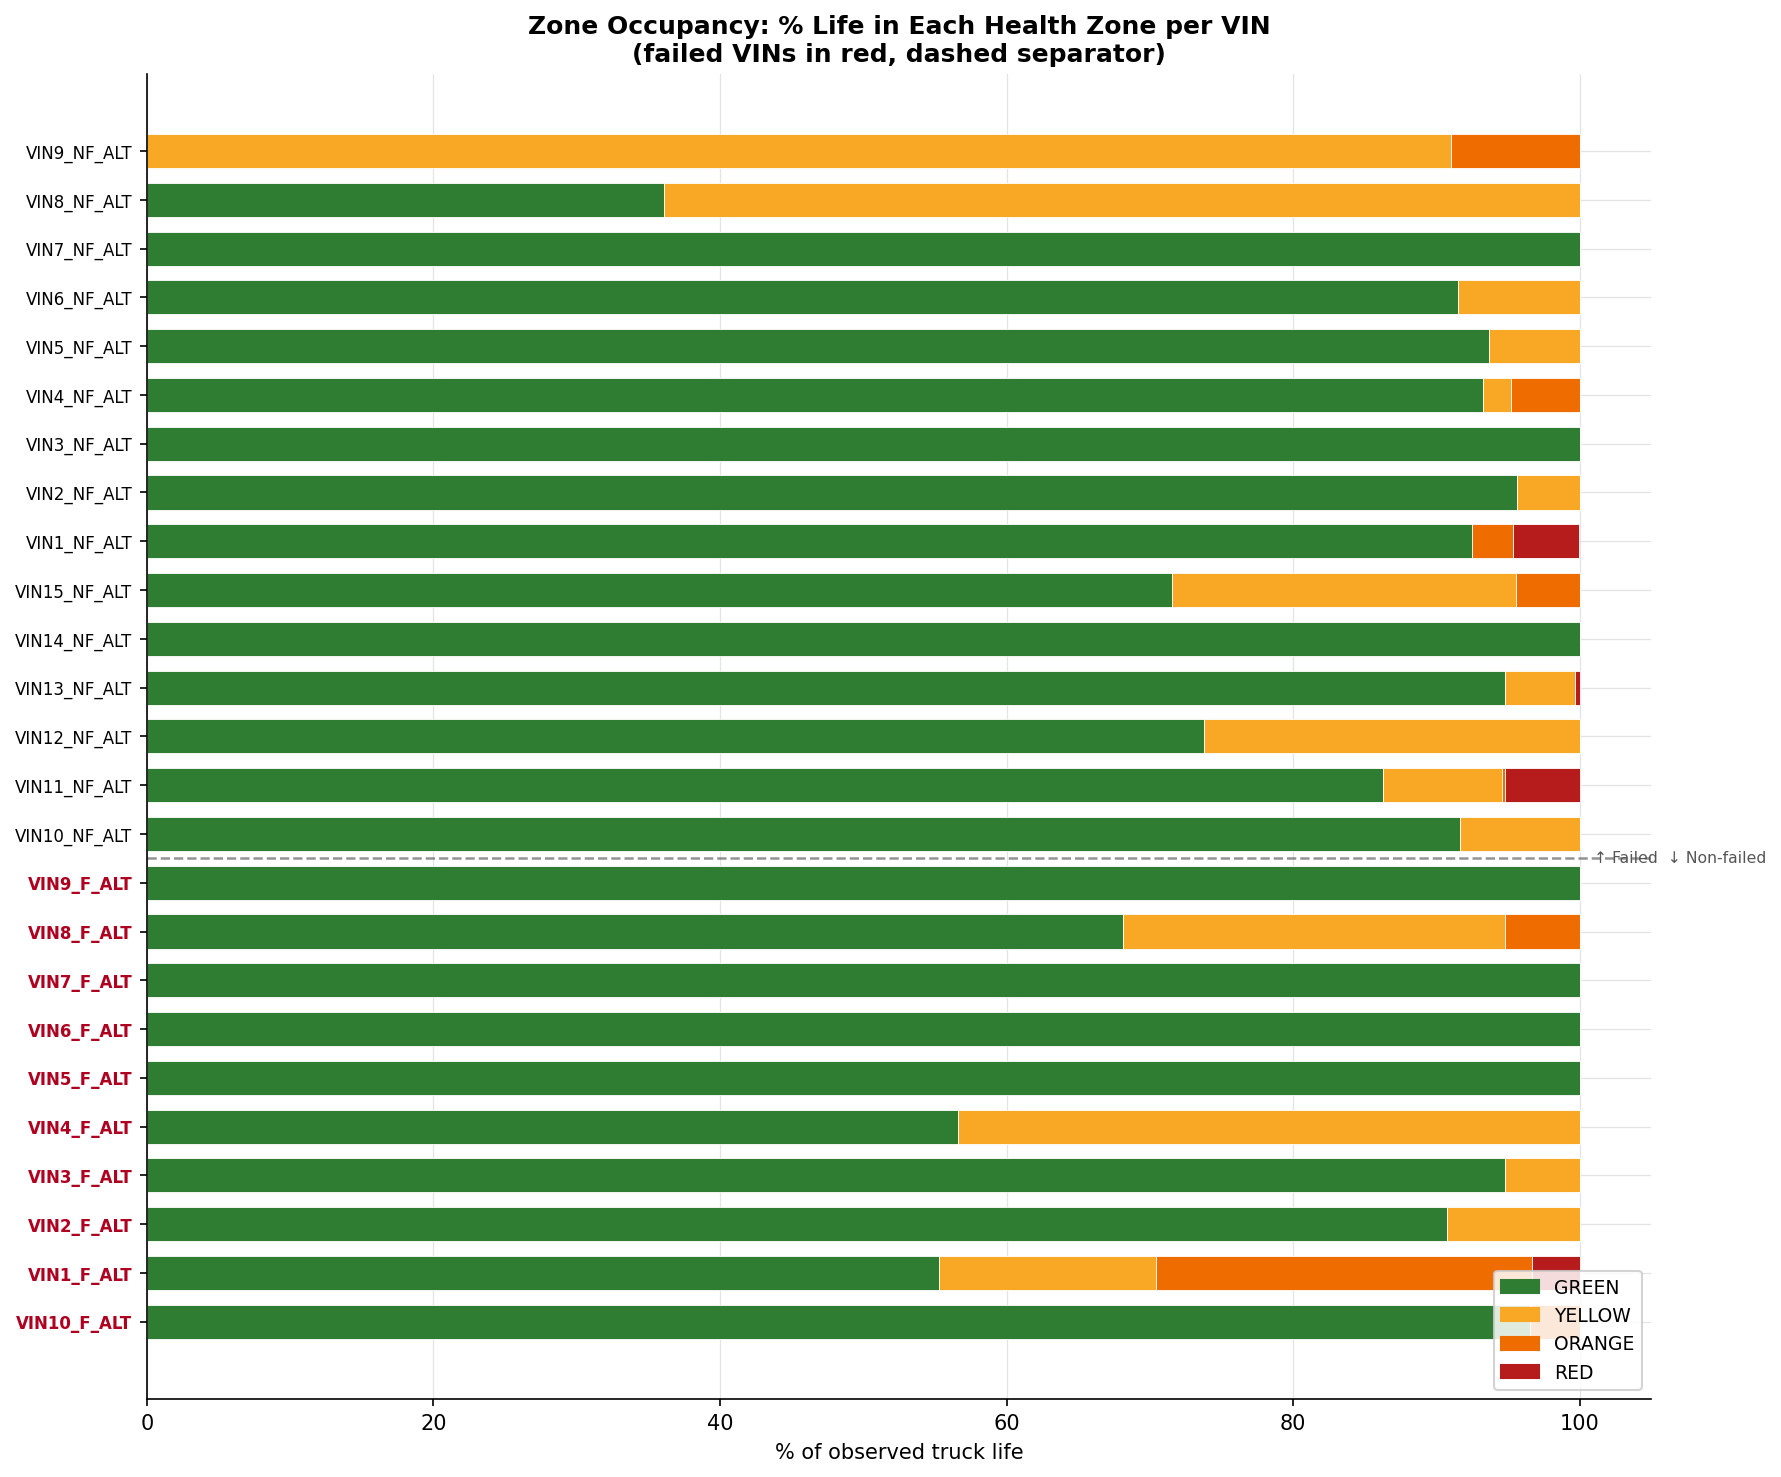 Zone Occupancy: % Life in Each Health Zone per VIN
(failed VINs in red, dashed separator)
VIN9_NF_ALT
VIN8_NF_ALT
VIN7_NF_ALT
VIN6_NF_ALT
VIN5_NF_ALT
VIN4_NF_ALT
VIN3_NF_ALT
VIN2_NF_ALT
VIN1_NF_ALT
VIN15_NF_ALT
VIN14_NF_ALT
VIN13_NF_ALT
VIN12_NF_ALT
VIN11_NF_ALT
VIN10_NF_ALT
↑ Failed ↓ Non-failed
VIN9_F_ALT
VIN8_F_ALT
VIN7_F_ALT
VIN6_F_ALT
VIN5_F_ALT
VIN4_F_ALT
VIN3_F_ALT
VIN2_F_ALT
VIN1_F_ALT
VIN10_F_ALT
GREEN
YELLOW
ORANGE
RED
0 20 40 60 80 100
% of observed truck life